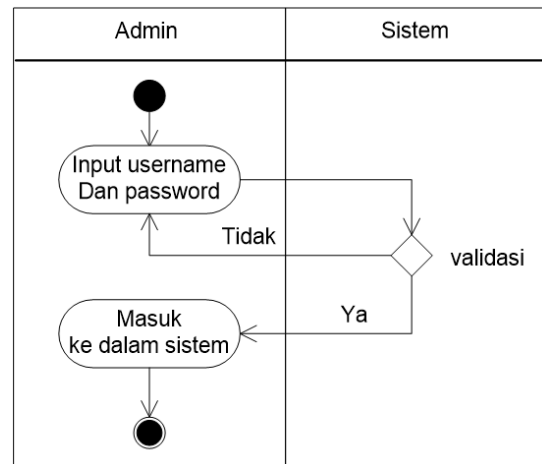 Admin
Sistem
Input username
Dan password
Tidak
validasi
Ya
Masuk
ke dalam sistem